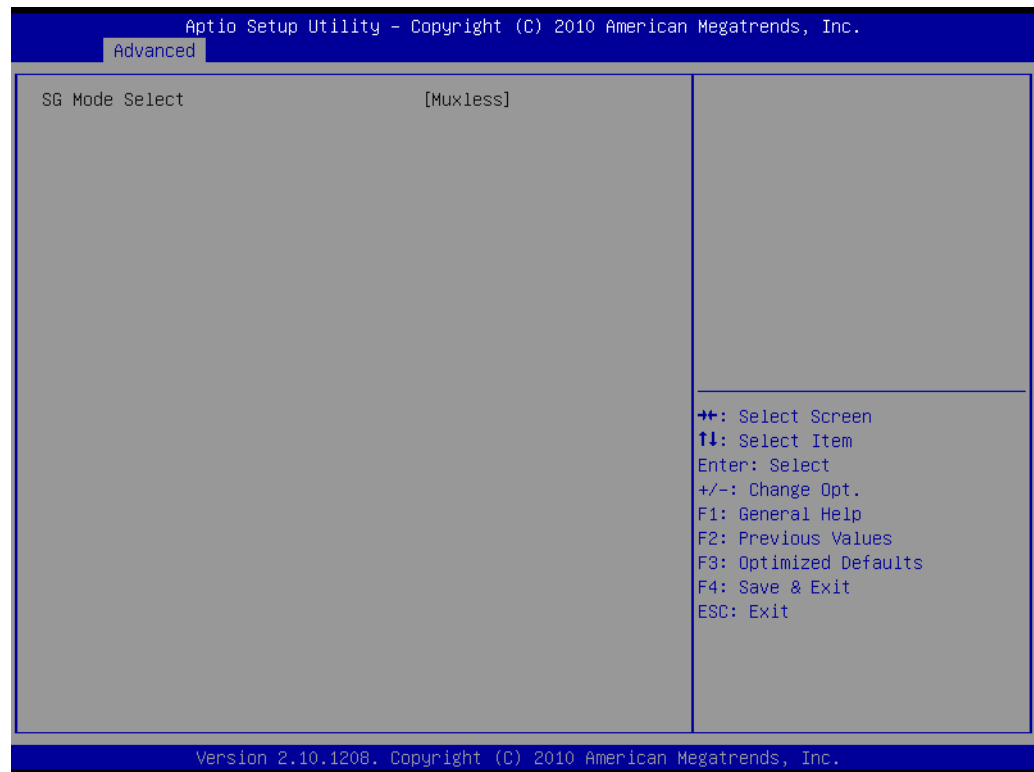 Aptio Setup Utility – Copyright (C) 2010 American Megatrends, Inc.
Advanced
SG Mode Select [Muxless]
→←: Select Screen
↑↓: Select Item
Enter: Select
+/-: Change Opt.
F1: General Help
F2: Previous Values
F3: Optimized Defaults
F4: Save & Exit
ESC: Exit
Version 2.10.1208. Copyright (C) 2010 American Megatrends, Inc.